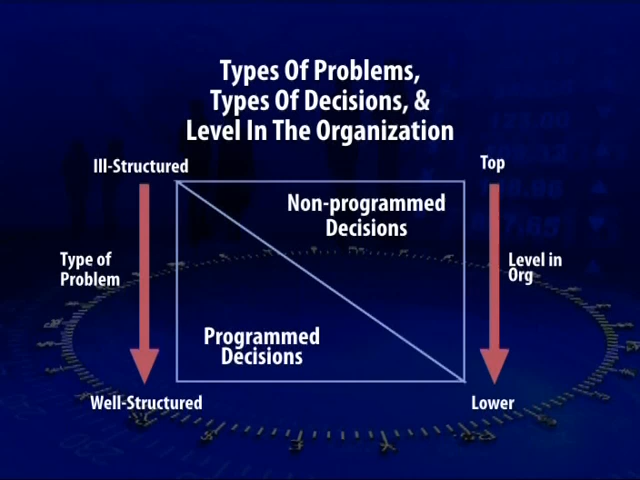 Types Of Problems,
Types Of Decisions, &
Level In The Organization
Ill-Structured
Top
Non-programmed
Decisions
Type of
Problem
Level in
Org
Programmed
Decisions
Well-Structured
Lower